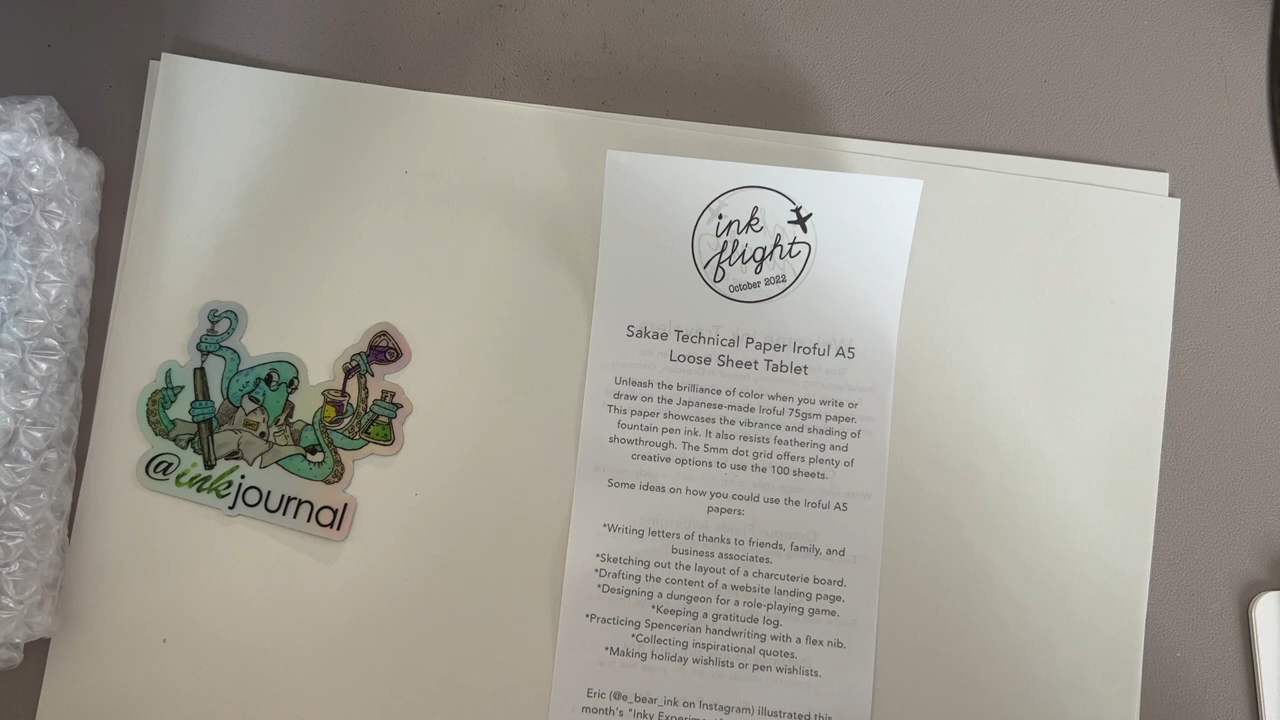 @inkjournal
ink
flight
October 2022
Sakae Technical Paper Iroful A5
Loose Sheet Tablet
Unleash the brilliance of color when you write or
draw on the Japanese-made Iroful 75gsm paper.
This paper showcases the vibrance and shading of
fountain pen ink. It also resists feathering and
showthrough. The 5mm dot grid offers plenty of
creative options to use the 100 sheets.
Some ideas on how you could use the Iroful A5
papers:
*Writing letters of thanks to friends, family, and
business associates.
*Sketching out the layout of a charcuterie board.
*Drafting the content of a website landing page.
*Designing a dungeon for a role-playing game.
*Keeping a gratitude log.
*Practicing Spencerian handwriting with a flex nib.
*Collecting inspirational quotes.
*Making holiday wishlists or pen wishlists.
Eric (@e_bear_ink on Instagram) illustrated this
month's "Inky Experiment"